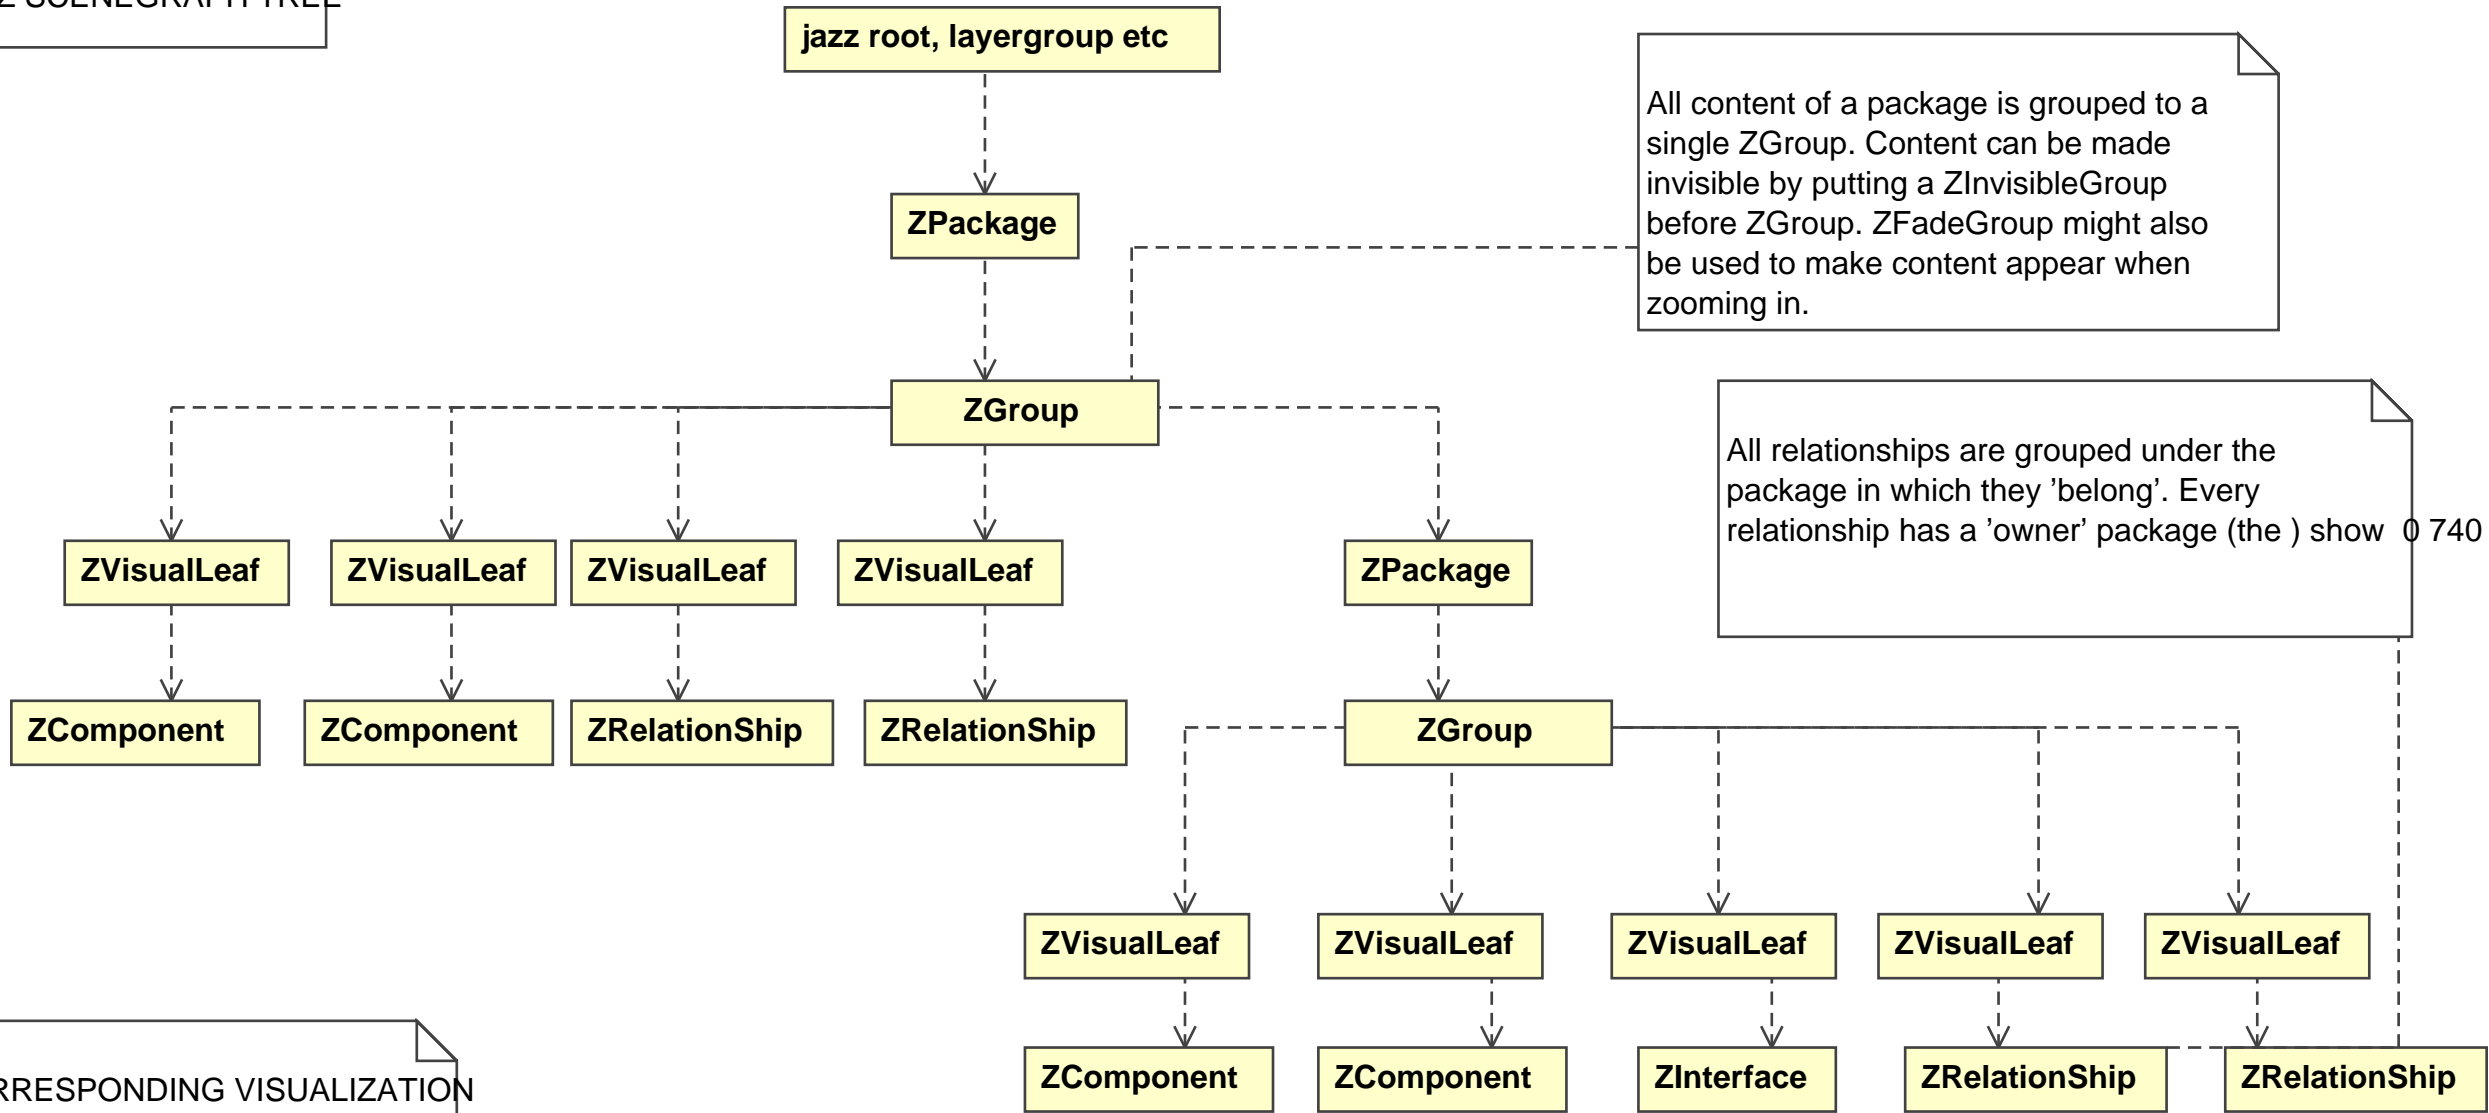 Z SCENEGRAPH TREE
jazz root, layergroup etc
All content of a package is grouped to a
single ZGroup. Content can be made
invisible by putting a ZInvisibleGroup
before ZGroup. ZFadeGroup might also
be used to make content appear when
zooming in.
ZPackage
ZGroup
All relationships are grouped under the
package in which they ’belong’. Every
relationship has a ’owner’ package (the ) show  0 740
ZVisualLeaf
ZVisualLeaf
ZVisualLeaf
ZVisualLeaf
ZPackage
ZComponent
ZComponent
ZRelationShip
ZRelationShip
ZGroup
ZVisualLeaf
ZVisualLeaf
ZVisualLeaf
ZVisualLeaf
ZVisualLeaf
ZComponent
ZComponent
ZInterface
ZRelationShip
ZRelationShip
RRESPONDING VISUALIZATION